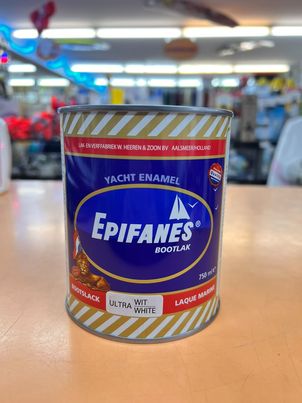 LAK- EN VERFFABRIEK W. HEEREN & ZOON BV AALSMEER/HOLLAND
YACHT ENAMEL
EPIFANES®
BOOTLAK
750 ml e
BOOTSLACK
ULTRA WIT
WHITE
LAQUE MARINE